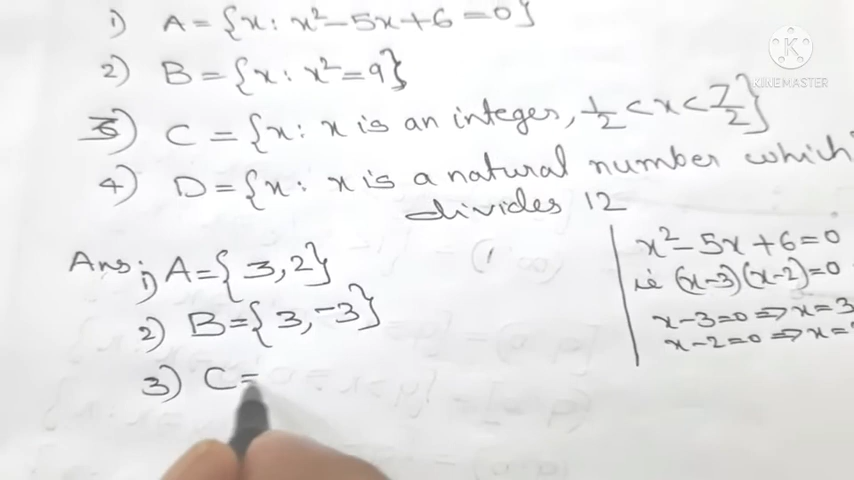 1) A = {x: x² - 5x + 6 = 0}
2) B = {x: x² = 9}
3) C = {x: x is an integer, 1/2 < x < 7/2}
4) D = {x: x is a natural number which
divides 12
Ans: 1) A = {3, 2}
2) B = {3, -3}
3) C =
x² - 5x + 6 = 0
ie (x-3)(x-2) = 0
x-3=0 ⇒ x = 3
x-2=0 ⇒ x =
K
KINEMASTER